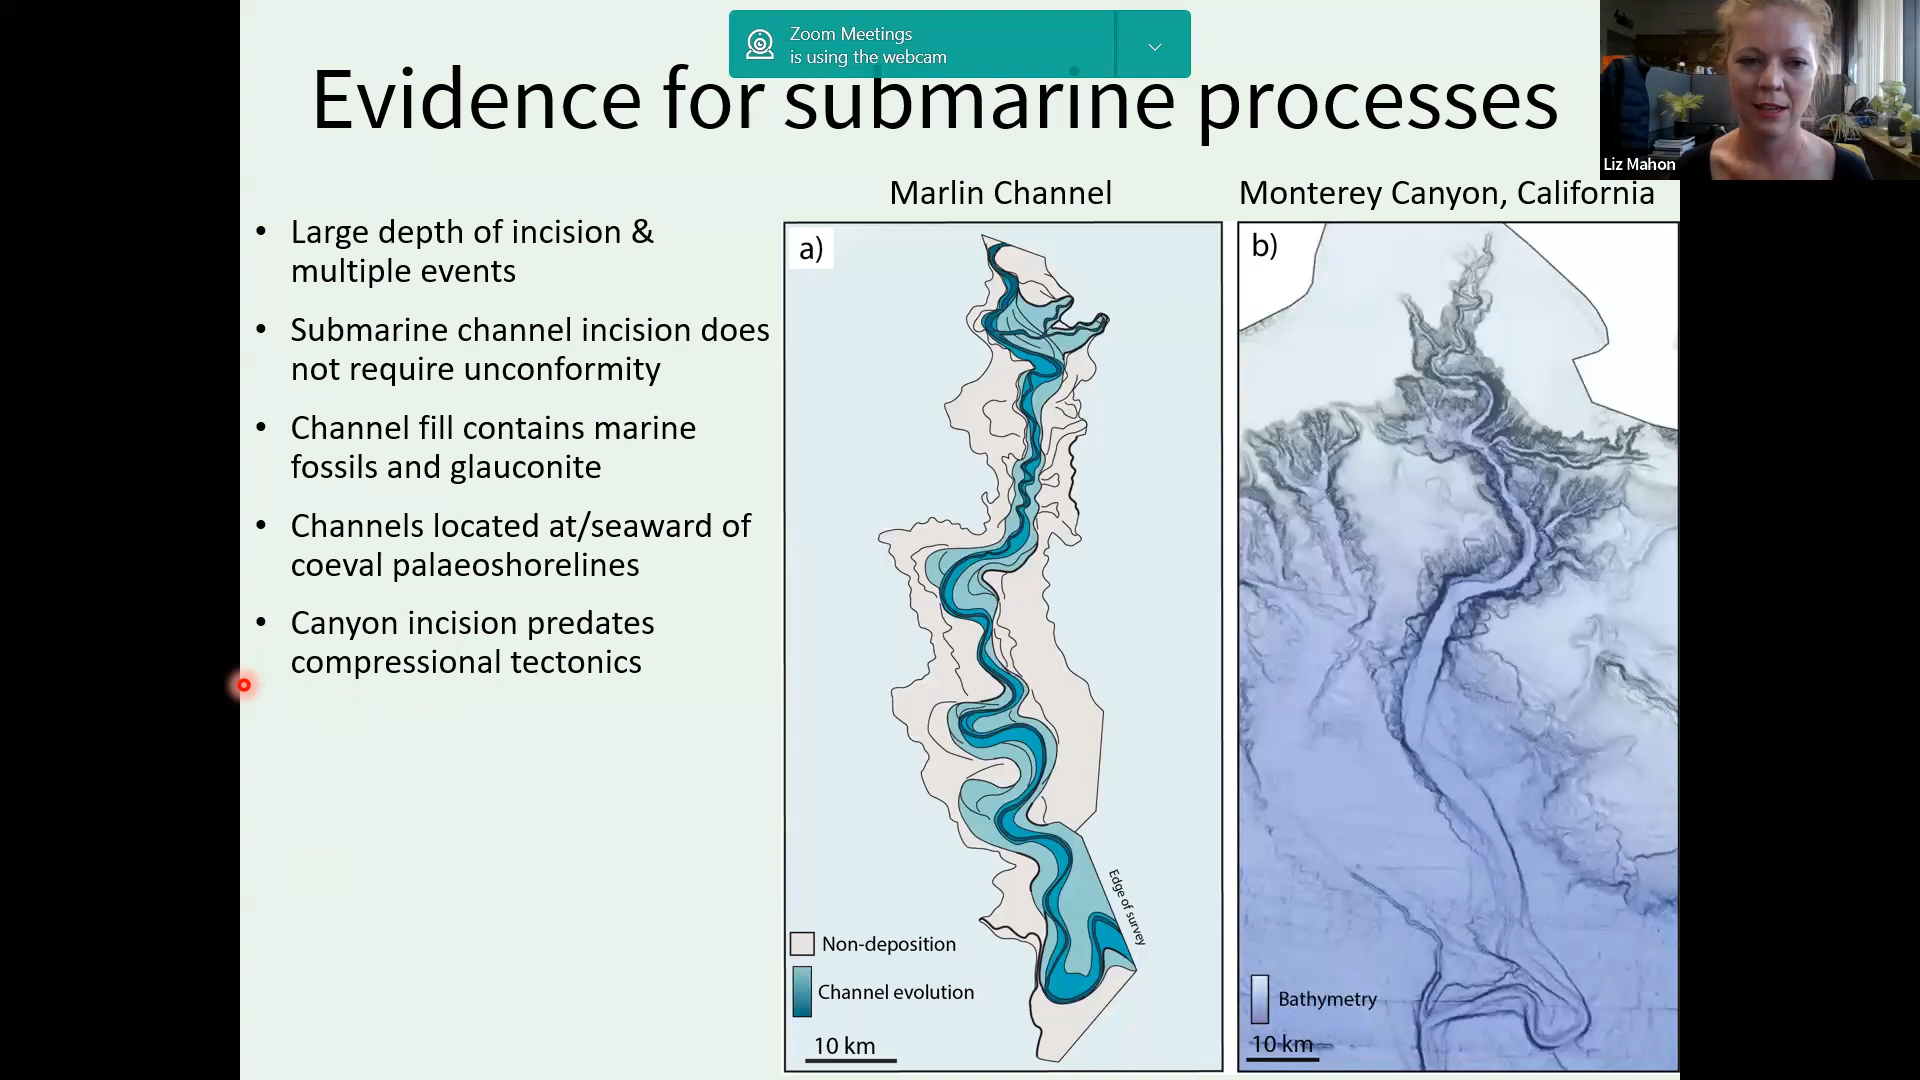 Zoom Meetings
is using the webcam
Evidence for submarine processes
Liz Mahon
• Large depth of incision &
multiple events
• Submarine channel incision does
not require unconformity
• Channel fill contains marine
fossils and glauconite
• Channels located at/seaward of
coeval palaeoshorelines
• Canyon incision predates
compressional tectonics
Marlin Channel
a)
Edge of survey
Non-deposition
Channel evolution
10 km
Monterey Canyon, California
b)
Bathymetry
10 km